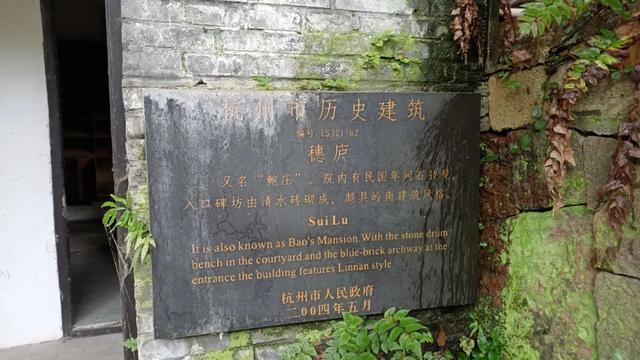 杭州市历史建筑
编号：LSJZ1-62
穗庐
又名“鲍庄”，院内有民国年间石鼓凳，
入口碑坊由清水砖砌成，颇具岭南建筑风格。
Sui Lu
It is also known as Bao's Mansion. With the stone drum
bench in the courtyard and the blue-brick archway at the
entrance the building features Linnan style
杭州市人民政府
二００四年五月